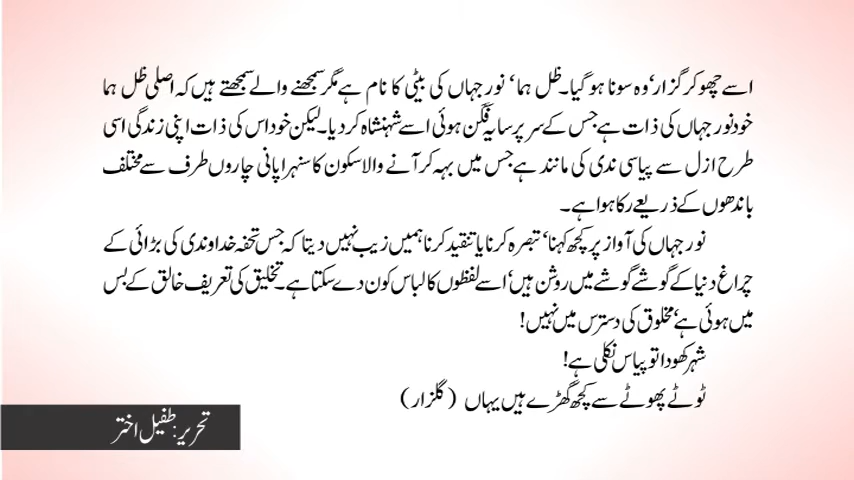 اسے چھو کر گزار‘ وہ سونا ہو گیا۔ ظل ہما‘ نور جہاں کی بیٹی کا نام ہے مگر سمجھنے والے سمجھتے ہیں کہ اصلی ظل ہما
خود نور جہاں کی ذات ہے جس کے سر پر سایہ فگن ہوئی اسے شہنشاہ کر دیا۔ لیکن خود اس کی ذات اپنی زندگی اسی
طرح ازل سے پیاسی ندی کی مانند ہے جس میں بہہ کر آنے والا سکون کا سنہرا پانی چاروں طرف سے مختلف
باندھوں کے ذریعے رکا ہوا ہے۔
نور جہاں کی آواز پر کچھ کہنا‘ تبصرہ کرنا یا تنقید کرنا ہمیں زیب نہیں دیتا کہ جس تحفہ خداوندی کی بڑائی کے
چراغ دنیا کے گوشے گوشے میں روشن ہیں‘ اسے لفظوں کا لباس کون دے سکتا ہے۔ تخلیق کی تعریف خالق کے بس
میں ہوئی ہے‘ مخلوق کی دسترس میں نہیں!
شہر کھودا تو پیاس نکلی ہے!
ٹوٹے پھوٹے سے کچھ گھڑے ہیں یہاں (گلزار)
تحریر: طفیل اختر